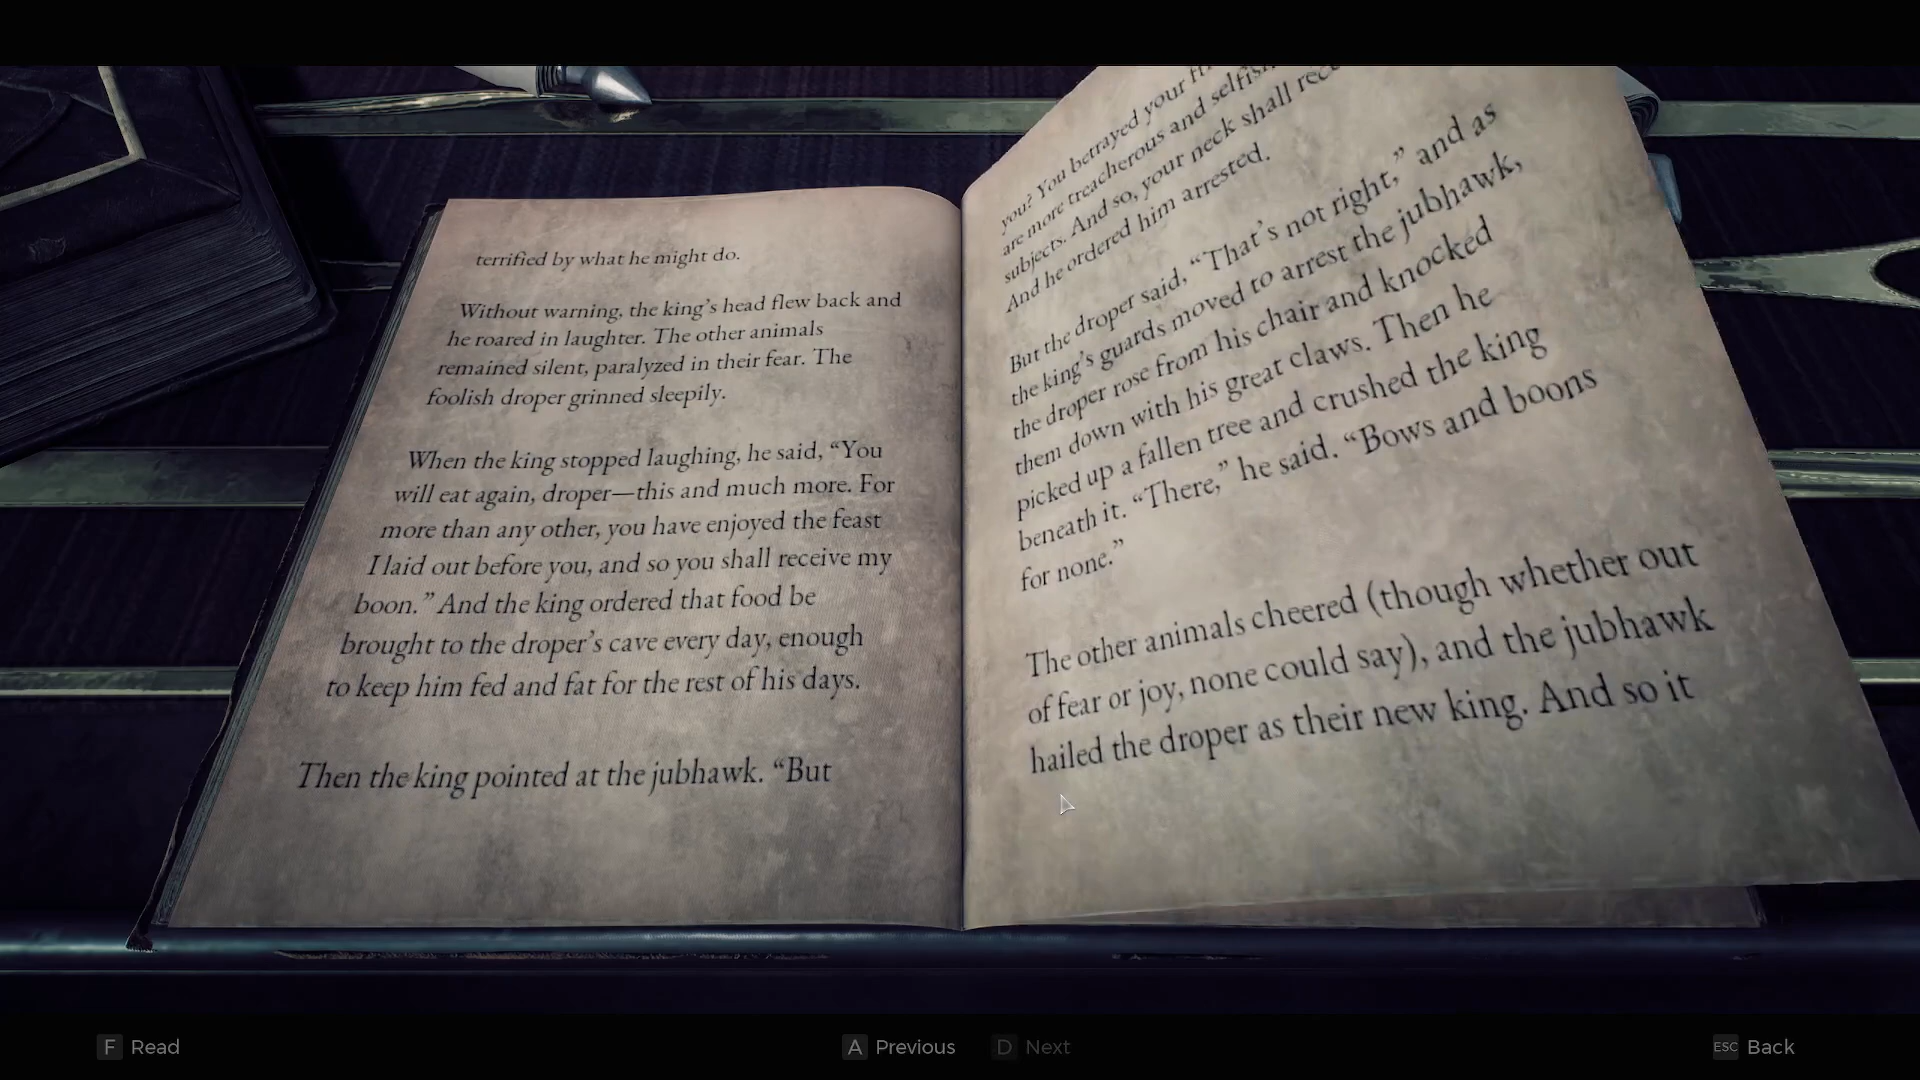 terrified by what he might do.
Without warning, the king's head flew back and
he roared in laughter. The other animals
remained silent, paralyzed in their fear. The
foolish droper grinned sleepily.
When the king stopped laughing, he said, “You
will eat again, droper—this and much more. For
more than any other, you have enjoyed the feast
I laid out before you, and so you shall receive my
boon.” And the king ordered that food be
brought to the droper's cave every day, enough
to keep him fed and fat for the rest of his days.
Then the king pointed at the jubhawk. “But
you? You betrayed your
are more treacherous and
subjects. And so, your neck shall
And he ordered him arrested.
But the droper said, “That's not right,” and as
the king's guards moved to arrest the jubhawk,
the droper rose from his chair and knocked
them down with his great claws. Then he
picked up a fallen tree and crushed the king
beneath it. “There,” he said. “Bows and boons
for none.”
The other animals cheered (though whether out
of fear or joy, none could say), and the jubhawk
hailed the droper as their new king. And so it
F Read
A Previous
D Next
ESC Back